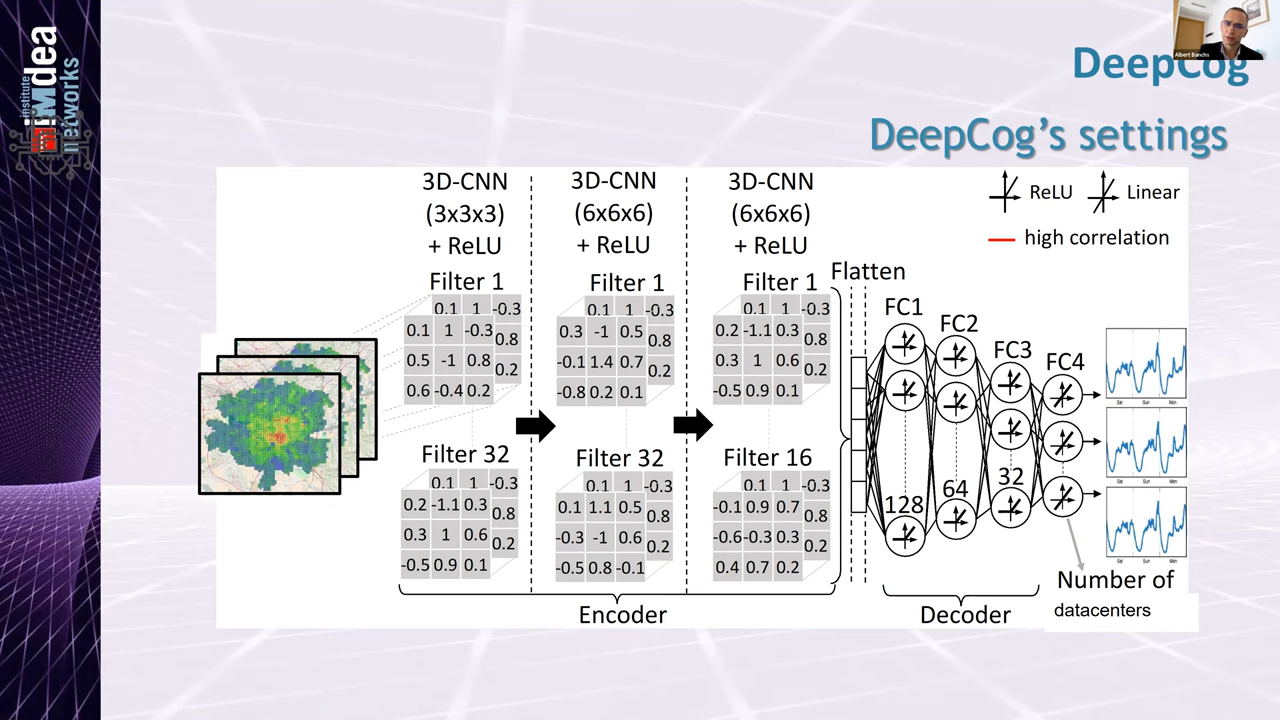 institute
iMdea
networks
Albert Banchs
DeepCog
DeepCog's settings
3D-CNN
(3x3x3)
+ ReLU
3D-CNN
(6x6x6)
+ ReLU
3D-CNN
(6x6x6)
+ ReLU
ReLU
Linear
high correlation
Filter 1
0.1 1 -0.3
0.1 1 -0.3 0.8
0.5 -1 0.8 0.2
0.6 -0.4 0.2
Filter 1
0.1 1 -0.3
0.3 -1 0.5 0.8
-0.1 1.4 0.7 0.2
-0.8 0.2 0.1
Filter 1
0.1 1 -0.3
0.2 -1.1 0.3 0.8
0.3 1 0.6 0.2
-0.5 0.9 0.1
Filter 32
0.1 1 -0.3
0.2 -1.1 0.3 0.8
0.3 1 0.6 0.2
-0.5 0.9 0.1
Filter 32
0.1 1 -0.3
0.1 1.1 0.5 0.8
-0.3 -1 0.6 0.2
-0.5 0.8 -0.1
Filter 16
0.1 1 -0.3
-0.1 0.9 0.7 0.8
-0.6 -0.3 0.3 0.2
0.4 0.7 0.2
Flatten
FC1
FC2
FC3
FC4
128
64
32
Sat Sun Mon
Sat Sun Mon
Sat Sun Mon
Encoder
Decoder
Number of
datacenters